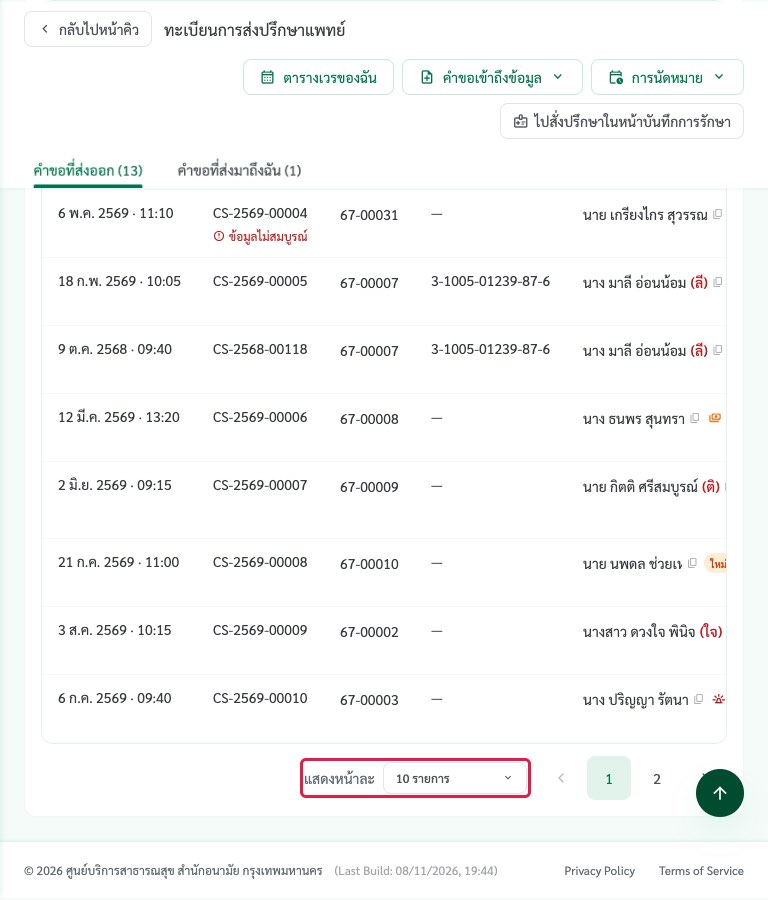 กลับไปหน้าคิว ทะเบียนการส่งปรึกษาแพทย์
ตารางเวรของฉัน คำขอเข้าถึงข้อมูล การนัดหมาย
ไปสั่งปรึกษาในหน้าบันทึกการรักษา
คำขอที่ส่งออก (13) คำขอที่ส่งมาถึงฉัน (1)
6 พ.ค. 2569 · 11:10 CS-2569-00004 67-00031 — นาย เกรียงไกร สุวรรณ
ข้อมูลไม่สมบูรณ์
18 ก.พ. 2569 · 10:05 CS-2569-00005 67-00007 3-1005-01239-87-6 นาง มาลี อ่อนน้อม (ลี)
9 ต.ค. 2568 · 09:40 CS-2568-00118 67-00007 3-1005-01239-87-6 นาง มาลี อ่อนน้อม (ลี)
12 มี.ค. 2569 · 13:20 CS-2569-00006 67-00008 — นาง ธนพร สุนทรา
2 มิ.ย. 2569 · 09:15 CS-2569-00007 67-00009 — นาย กิตติ ศรีสมบูรณ์ (ติ)
21 ก.ค. 2569 · 11:00 CS-2569-00008 67-00010 — นาย นพดล ใหม่
3 ส.ค. 2569 · 10:15 CS-2569-00009 67-00002 — นางสาว ดวงใจ พินิจ (ใจ)
6 ก.ค. 2569 · 09:40 CS-2569-00010 67-00003 — นาง ปริญญา รัตนา
แสดงหน้าละ 10 รายการ 1 2
© 2026 ศูนย์บริการสาธารณสุข สำนักอนามัย กรุงเทพมหานคร (Last Build: 08/11/2026, 19:44) Privacy Policy Terms of Service